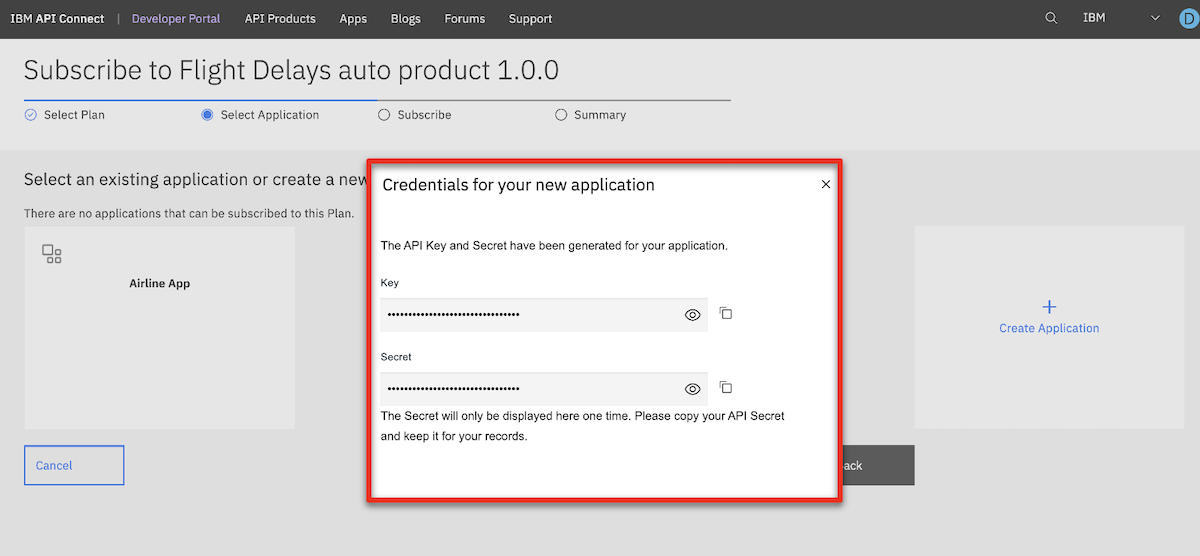 IBM API Connect | Developer Portal API Products Apps Blogs Forums Support IBM D
Subscribe to Flight Delays auto product 1.0.0
Select Plan Select Application Subscribe Summary
Select an existing application or create a new
There are no applications that can be subscribed to this Plan.
Airline App
Credentials for your new application
The API Key and Secret have been generated for your application.
Key
••••••••••••••••••••••••••••••••
Secret
••••••••••••••••••••••••••••••••
The Secret will only be displayed here one time. Please copy your API Secret
and keep it for your records.
Create Application
Cancel
ack